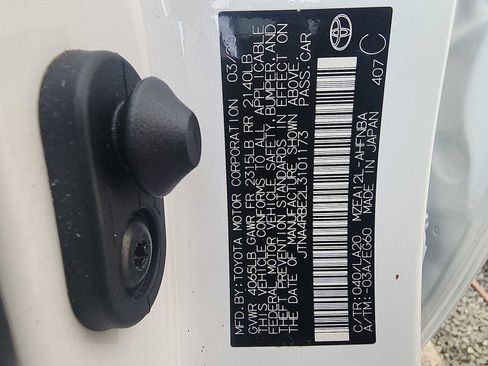 MFD. BY: TOYOTA MOTOR CORPORATION 03/20
GVWR 4065LB GAWR FR 2315LB RR 2140LB
THIS VEHICLE CONFORMS TO ALL APPLICABLE
FEDERAL MOTOR VEHICLE SAFETY, BUMPER, AND
THEFT PREVENTION STANDARDS IN EFFECT ON
THE DATE OF MANUFACTURE SHOWN ABOVE.
JTNA4RBE2L3101173 PASS. CAR
C/TR: 040/LA20 MZEA12L-AHFNBA
A/TM: -03A/EG60 MADE IN JAPAN
407 C